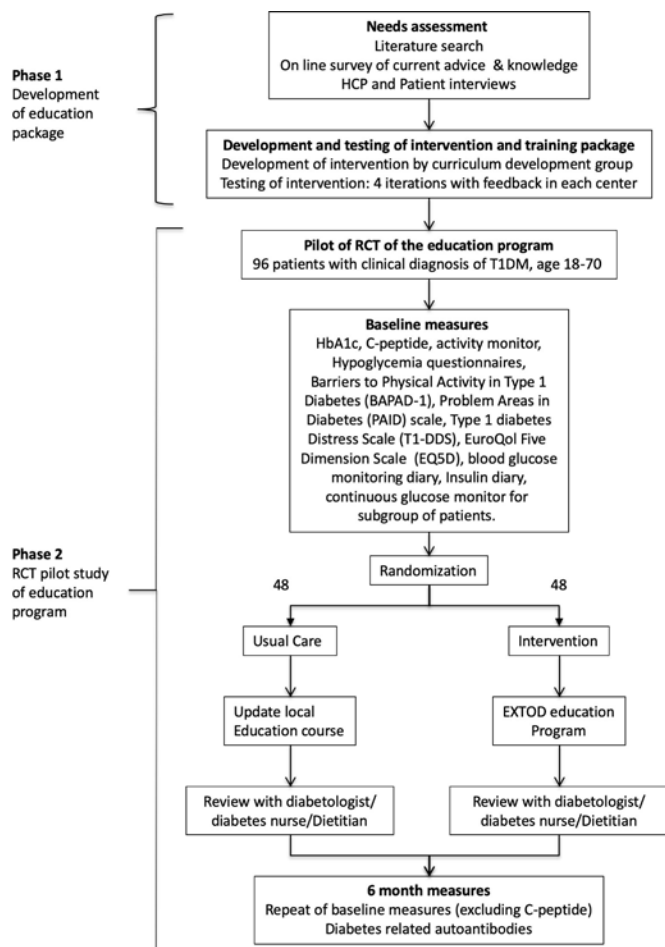 Needs assessment
Literature search
On line survey of current advice & knowledge
HCP and Patient interviews
Phase 1
Development
of education
package
Development and testing of intervention and training package
Development of intervention by curriculum development group
Testing of intervention: 4 iterations with feedback in each center
Pilot of RCT of the education program
96 patients with clinical diagnosis of T1DM, age 18-70
Baseline measures
HbA1c, C-peptide, activity monitor,
Hypoglycemia questionnaires,
Barriers to Physical Activity in Type 1
Diabetes (BAPAD-1), Problem Areas in
Diabetes (PAID) scale, Type 1 diabetes
Distress Scale (T1-DDS), EuroQol Five
Dimension Scale (EQ5D), blood glucose
monitoring diary, Insulin diary,
continuous glucose monitor for
subgroup of patients.
Phase 2
RCT pilot study
of education
program
Randomization
48
48
Usual Care
Intervention
Update local
Education course
EXTOD education
Program
Review with diabetologist/
diabetes nurse/Dietitian
Review with diabetologist/
diabetes nurse/Dietitian
6 month measures
Repeat of baseline measures (excluding C-peptide)
Diabetes related autoantibodies